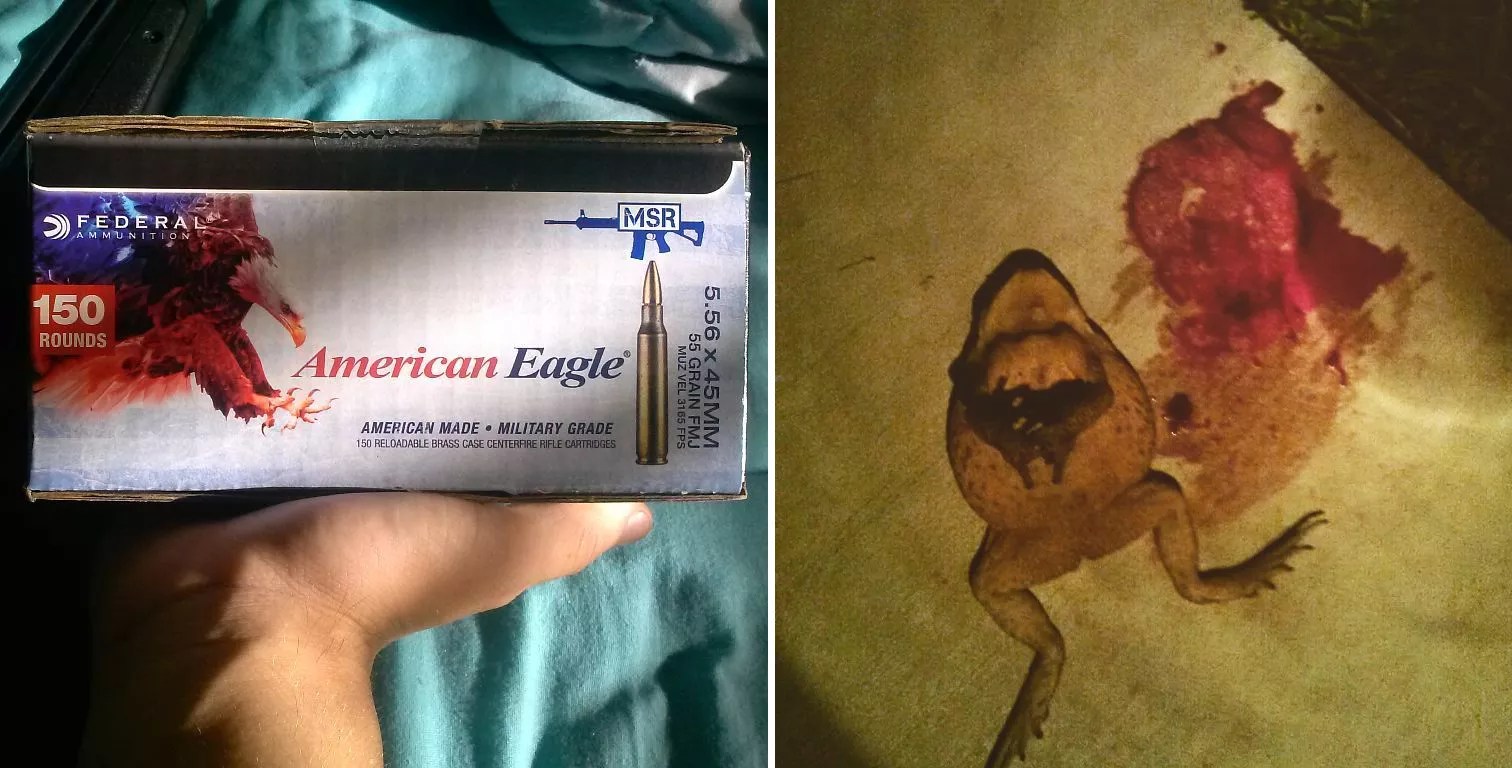 FEDERAL
AMMUNITION
MSR
150
ROUNDS
American Eagle®
AMERICAN MADE • MILITARY GRADE
150 RELOADABLE BRASS CASE CENTERFIRE RIFLE CARTRIDGES
5.56 x 45MM
55 GRAIN FMJ
MUZ VEL 3165 FPS